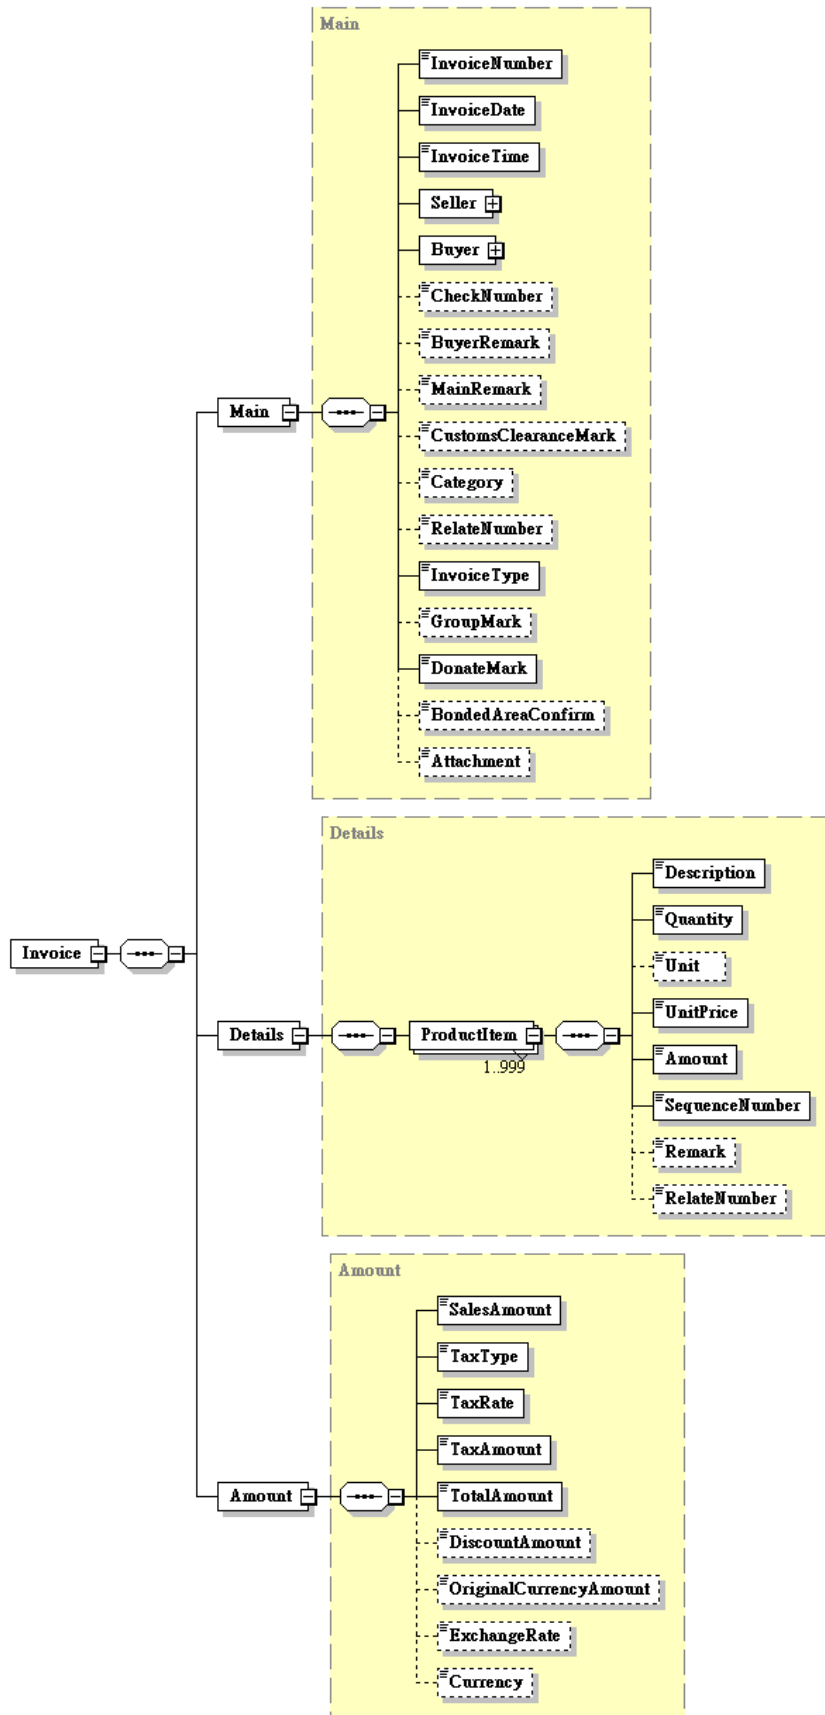 Main
InvoiceNumber
InvoiceDate
InvoiceTime
Seller
Buyer
CheckNumber
BuyerRemark
MainRemark
Main
CustomsClearanceMark
Category
RelateNumber
InvoiceType
GroupMark
DonateMark
BondedAreaConfirm
Attachment
Details
Description
Quantity
Invoice
Unit
UnitPrice
Details
ProductItem
1..999
Amount
SequenceNumber
Remark
RelateNumber
Amount
SalesAmount
TaxType
TaxRate
TaxAmount
Amount
TotalAmount
DiscountAmount
OriginalCurrencyAmount
ExchangeRate
Currency